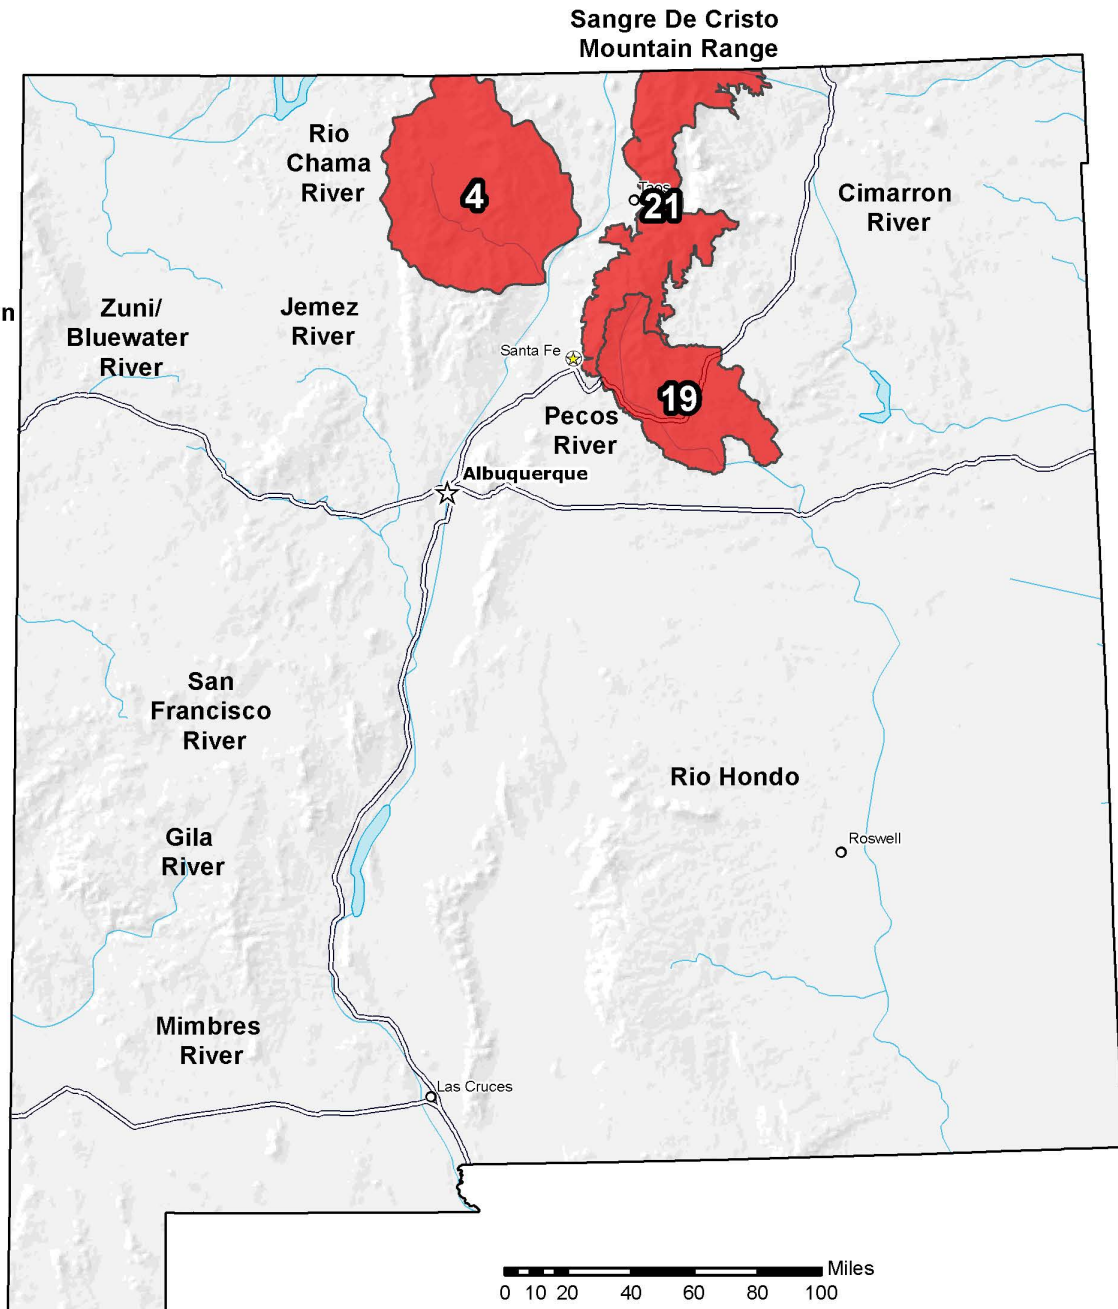 Sangre De Cristo
Mountain Range
Rio
Chama
River
4
Taos
21
Cimarron
River
n
Zuni/
Bluewater
River
Jemez
River
Santa Fe
19
Pecos
River
Albuquerque
San
Francisco
River
Rio Hondo
Gila
River
Roswell
Mimbres
River
Las Cruces
Miles
0 10 20 40 60 80 100